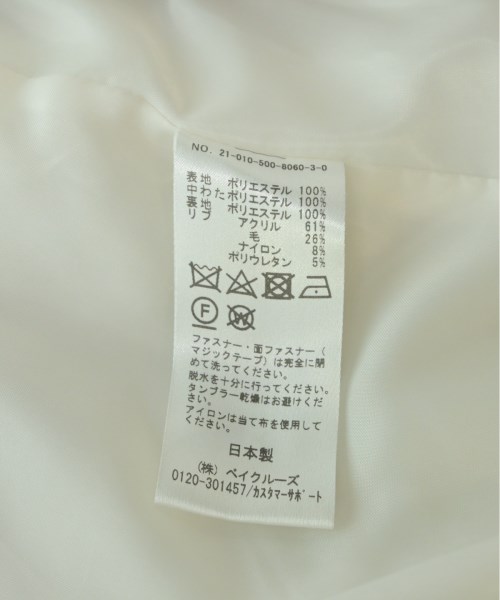 NO. 21-010-500-8060-3-0
表地 ポリエステル 100%
中わた ポリエステル 100%
裏地 ポリエステル 100%
リブ アクリル 61%
毛 26%
ナイロン 8%
ポリウレタン 5%
F
W
ファスナー・面ファスナー(
マジックテープ)は完全に閉
めて洗ってください。
脱水を十分に行ってください。
タンブラー乾燥はお避けくだ
さい。
アイロンは当て布を使用して
ください。
日本製
(株) ベイクルーズ
0120-301457/カスタマーサポート